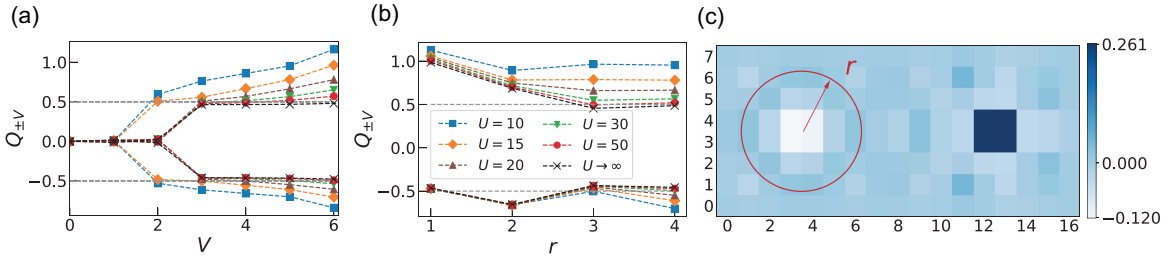 (a)
Q±V
1.0
0.5
0.0
−0.5
0 1 2 3 4 5 6
V
(b)
Q±V
1.0
0.5
0.0
−0.5
U = 10
U = 15
U = 20
U = 30
U = 50
U → ∞
1 2 3 4
r
(c)
7
6
5
4
3
2
1
0
r
0 2 4 6 8 10 12 14 16
0.261
0.000
−0.120